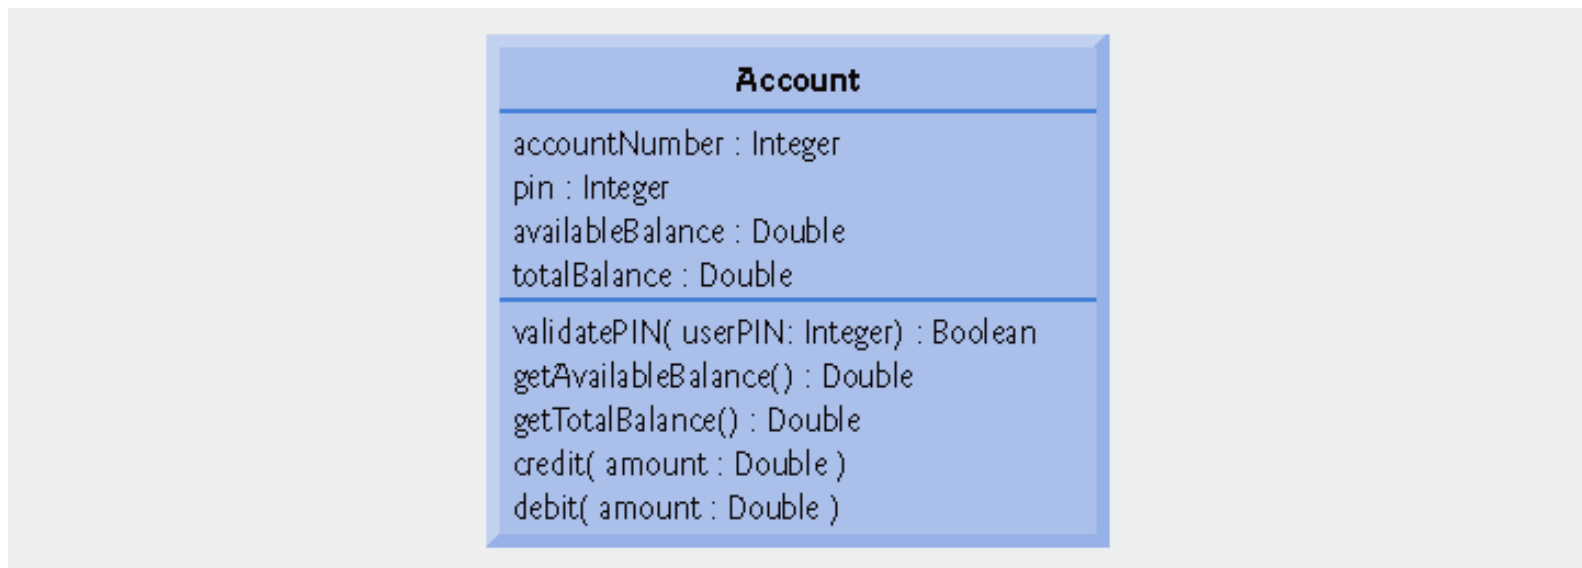 Account
accountNumber : Integer
pin : Integer
availableBalance : Double
totalBalance : Double
validatePIN( userPIN: Integer) : Boolean
getAvailableBalance() : Double
getTotalBalance() : Double
credit( amount : Double )
debit( amount : Double )